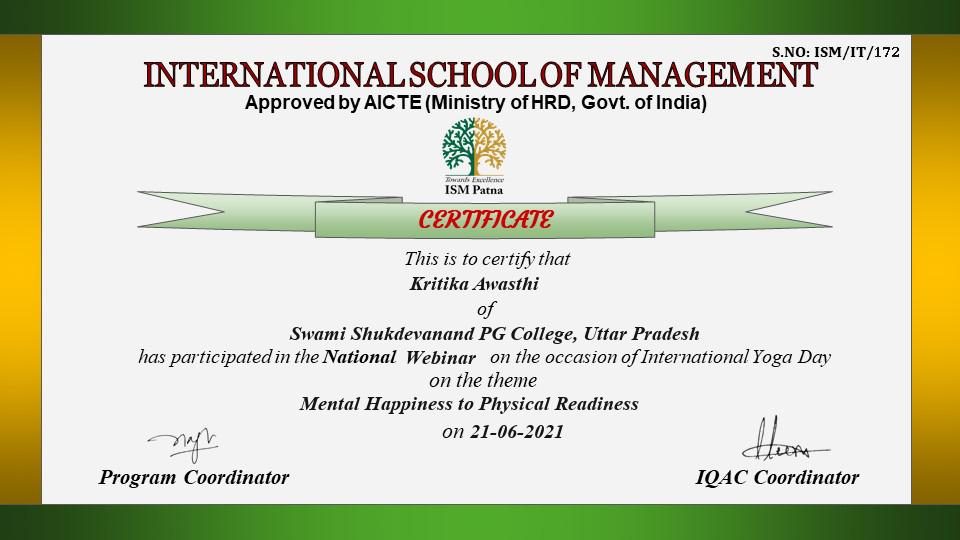 S.NO: ISM/IT/172
INTERNATIONAL SCHOOL OF MANAGEMENT
Approved by AICTE (Ministry of HRD, Govt. of India)
Towards Excellence
ISM Patna
CERTIFICATE
This is to certify that
Kritika Awasthi
of
Swami Shukdevanand PG College, Uttar Pradesh
has participated in the National Webinar on the occasion of International Yoga Day
on the theme
Mental Happiness to Physical Readiness
on 21-06-2021
Program Coordinator
IQAC Coordinator